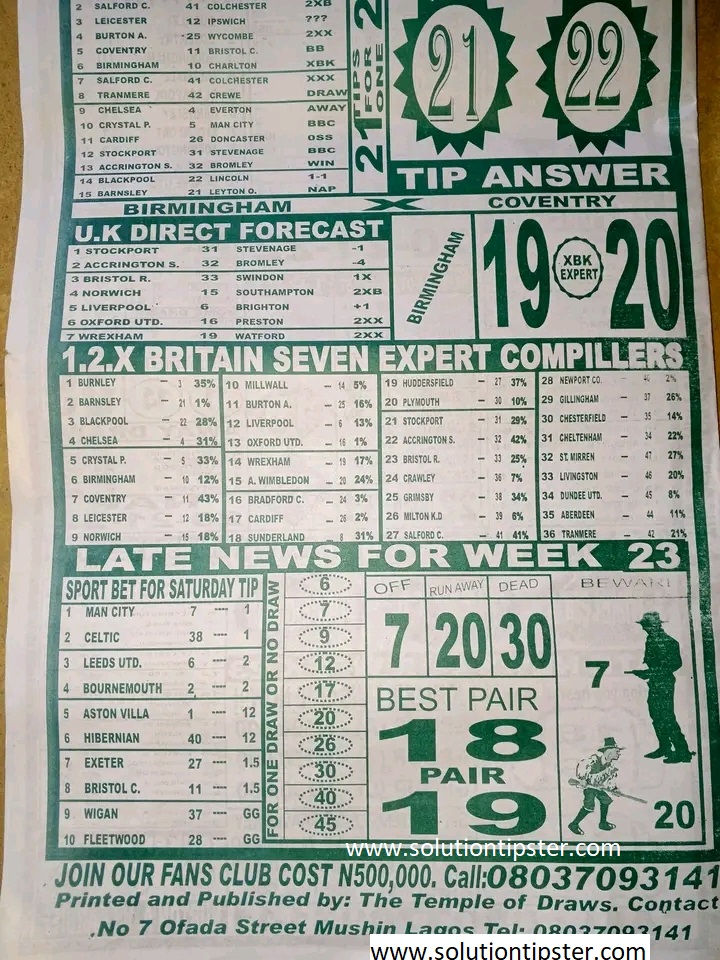 2 SALFORD C. 41 COLCHESTER 2XB
3 LEICESTER 12 IPSWICH ???
4 BURTON A. 25 WYCOMBE 2XX
5 COVENTRY 11 BRISTOL C. BB
6 BIRMINGHAM 10 CHARLTON XBK
7 SALFORD C. 41 COLCHESTER XXX
8 TRANMERE 42 CREWE DRAW
9 CHELSEA 4 EVERTON AWAY
10 CRYSTAL P. 5 MAN CITY BBC
11 CARDIFF 26 DONCASTER OSS
12 STOCKPORT 31 STEVENAGE BBC
13 ACCRINGTON S. 32 BROMLEY WIN
14 BLACKPOOL 22 LINCOLN 1-1
15 BARNSLEY 21 LEYTON O. NAP
21 TIPS FOR ONE 2
21 22
TIP ANSWER
BIRMINGHAM X COVENTRY
U.K DIRECT FORECAST
1 STOCKPORT 31 STEVENAGE -1
2 ACCRINGTON S. 32 BROMLEY -4
3 BRISTOL R. 33 SWINDON 1X
4 NORWICH 15 SOUTHAMPTON 2XB
5 LIVERPOOL 6 BRIGHTON +1
6 OXFORD UTD. 16 PRESTON 2XX
7 WREXHAM 19 WATFORD 2XX
BIRMINGHAM
19 XBK EXPERT 20
1.2.X BRITAIN SEVEN EXPERT COMPILLERS
1 BURNLEY - 3 35%
2 BARNSLEY - 21 1%
3 BLACKPOOL - 22 28%
4 CHELSEA - 4 31%
5 CRYSTAL P. - 5 33%
6 BIRMINGHAM - 10 12%
7 COVENTRY - 11 43%
8 LEICESTER - 12 18%
9 NORWICH - 15 18%
10 MILLWALL - 14 5%
11 BURTON A. - 25 16%
12 LIVERPOOL - 6 13%
13 OXFORD UTD. - 16 1%
14 WREXHAM - 19 17%
15 A. WIMBLEDON - 20 24%
16 BRADFORD C. - 24 3%
17 CARDIFF - 26 2%
18 SUNDERLAND - 8 31%
19 HUDDERSFIELD - 27 37%
20 PLYMOUTH - 30 10%
21 STOCKPORT - 31 29%
22 ACCRINGTON S. - 32 42%
23 BRISTOL R. - 33 25%
24 CRAWLEY - 36 7%
25 GRIMSBY - 38 34%
26 MILTON K.D - 39 6%
27 SALFORD C. - 41 41%
28 NEWPORT CO. - 2%
29 GILLINGHAM - 37 26%
30 CHESTERFIELD - 35 14%
31 CHELTENHAM - 34 22%
32 ST. MIRREN - 47 27%
33 LIVINGSTON - 46 20%
34 DUNDEE UTD. - 45 8%
35 ABERDEEN - 44 11%
36 TRANMERE - 42 21%
LATE NEWS FOR WEEK 23
SPORT BET FOR SATURDAY TIP
1 MAN CITY 7 ---- 1
2 CELTIC 38 ---- 1
3 LEEDS UTD. 6 ---- 2
4 BOURNEMOUTH 2 ---- 2
5 ASTON VILLA 1 ---- 12
6 HIBERNIAN 40 ---- 12
7 EXETER 27 ---- 1.5
8 BRISTOL C. 11 ---- 1.5
9 WIGAN 37 ---- GG
10 FLEETWOOD 28 ---- GG
FOR ONE DRAW OR NO DRAW
6
7
9
12
17
20
26
30
40
45
OFF RUN AWAY DEAD
7 20 30
BEST PAIR
18
PAIR
19
BEWAR
7
20
www.solutiontipster.com
JOIN OUR FANS CLUB COST N500,000. Call:08037093141
Printed and Published by: The Temple of Draws. Contact
.No 7 Ofada Street Mushin Lagos Tel: 08037093141
www.solutiontipster.com